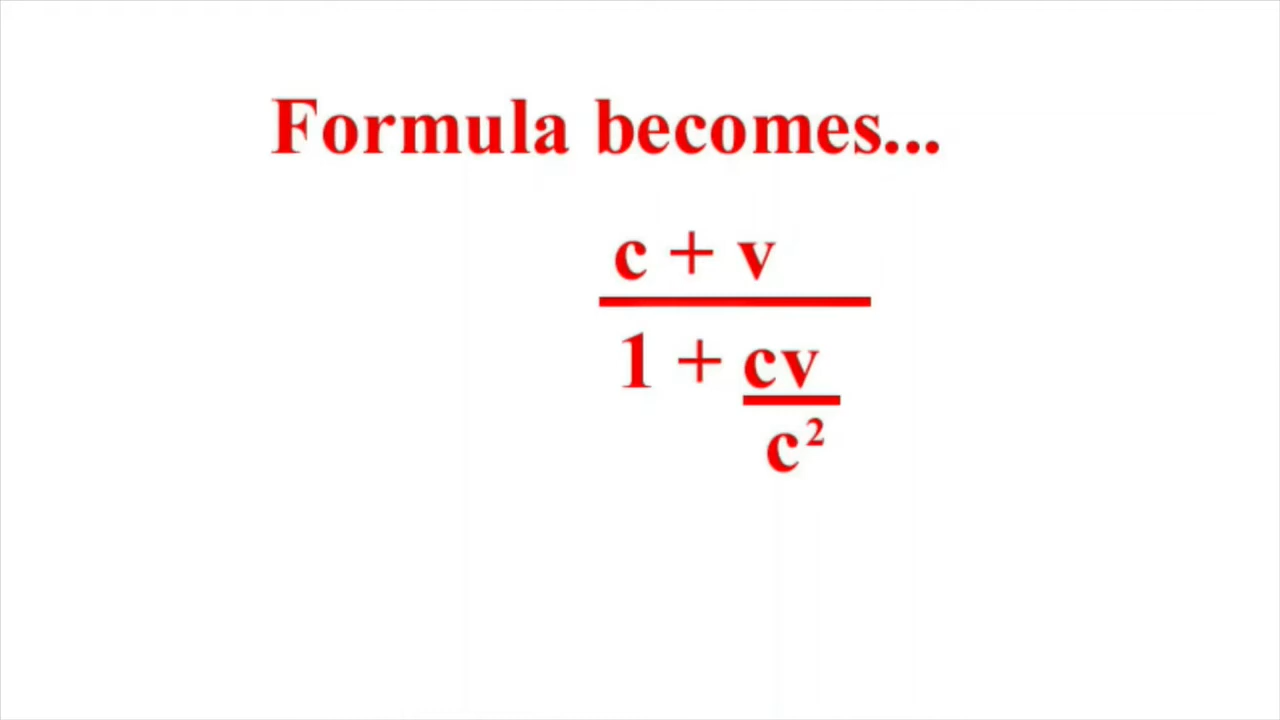 Formula becomes...
c + v
1 + cv
c²